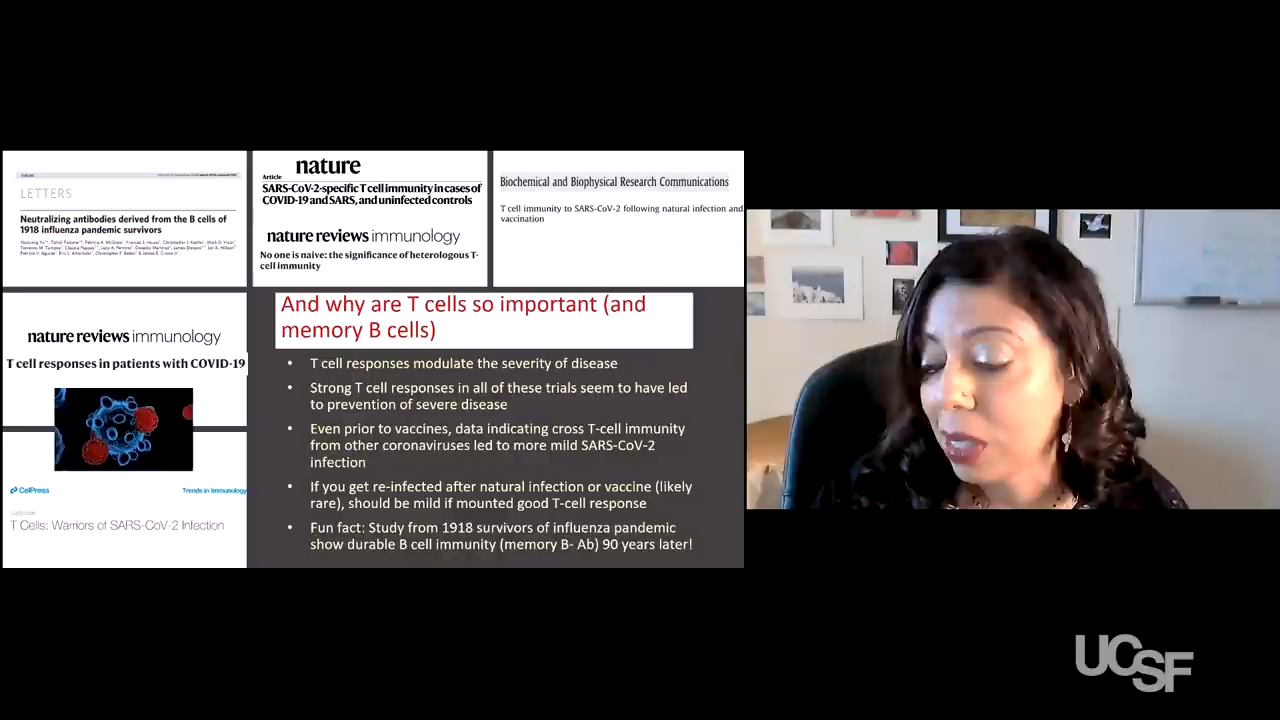 LETTERS
Neutralizing antibodies derived from the B cells of
1918 influenza pandemic survivors
nature
Article
SARS-CoV-2-specific T cell immunity in cases of
COVID-19 and SARS, and uninfected controls
nature reviews immunology
No one is naive: the significance of heterologous T-
cell immunity
Biochemical and Biophysical Research Communications
T cell immunity to SARS-CoV-2 following natural infection and
vaccination
nature reviews immunology
T cell responses in patients with COVID-19
CelPress
Trends in Immunology
T Cells: Warriors of SARS-CoV-2 Infection
And why are T cells so important (and
memory B cells)
• T cell responses modulate the severity of disease
• Strong T cell responses in all of these trials seem to have led
to prevention of severe disease
• Even prior to vaccines, data indicating cross T-cell immunity
from other coronaviruses led to more mild SARS-CoV-2
infection
• If you get re-infected after natural infection or vaccine (likely
rare), should be mild if mounted good T-cell response
• Fun fact: Study from 1918 survivors of influenza pandemic
show durable B cell immunity (memory B- Ab) 90 years later!
UCSF